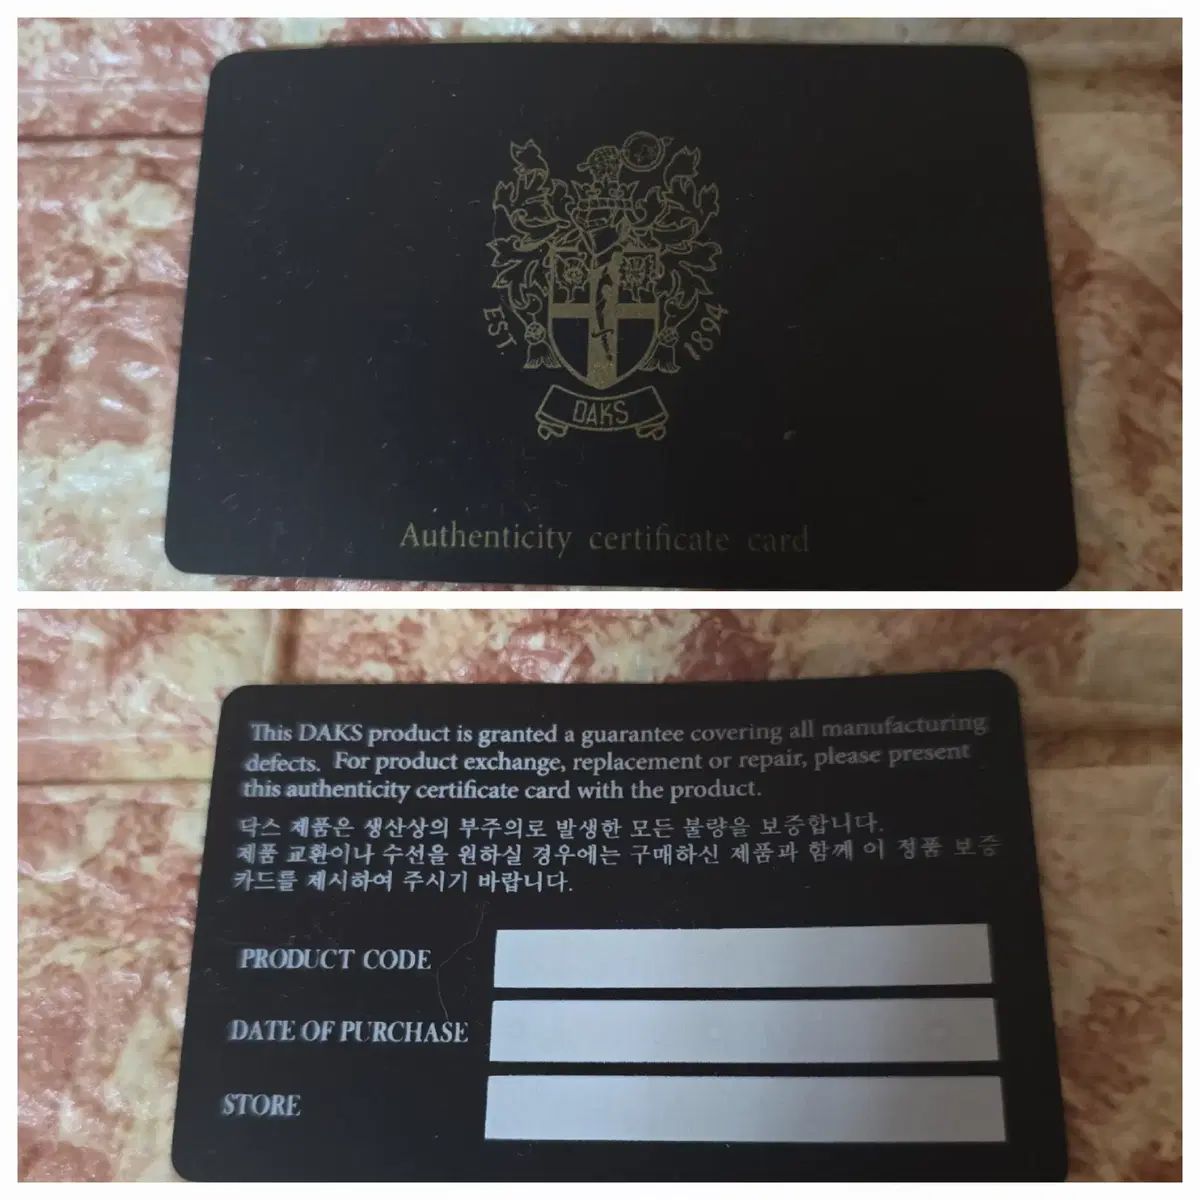 EST. 1894
DAKS
Authenticity certificate card
This DAKS product is granted a guarantee covering all manufacturing
defects. For product exchange, replacement or repair, please present
this authenticity certificate card with the product.
닥스 제품은 생산상의 부주의로 발생한 모든 불량을 보증합니다.
제품 교환이나 수선을 원하실 경우에는 구매하신 제품과 함께 이 정품 보증
카드를 제시하여 주시기 바랍니다.
PRODUCT CODE
DATE OF PURCHASE
STORE